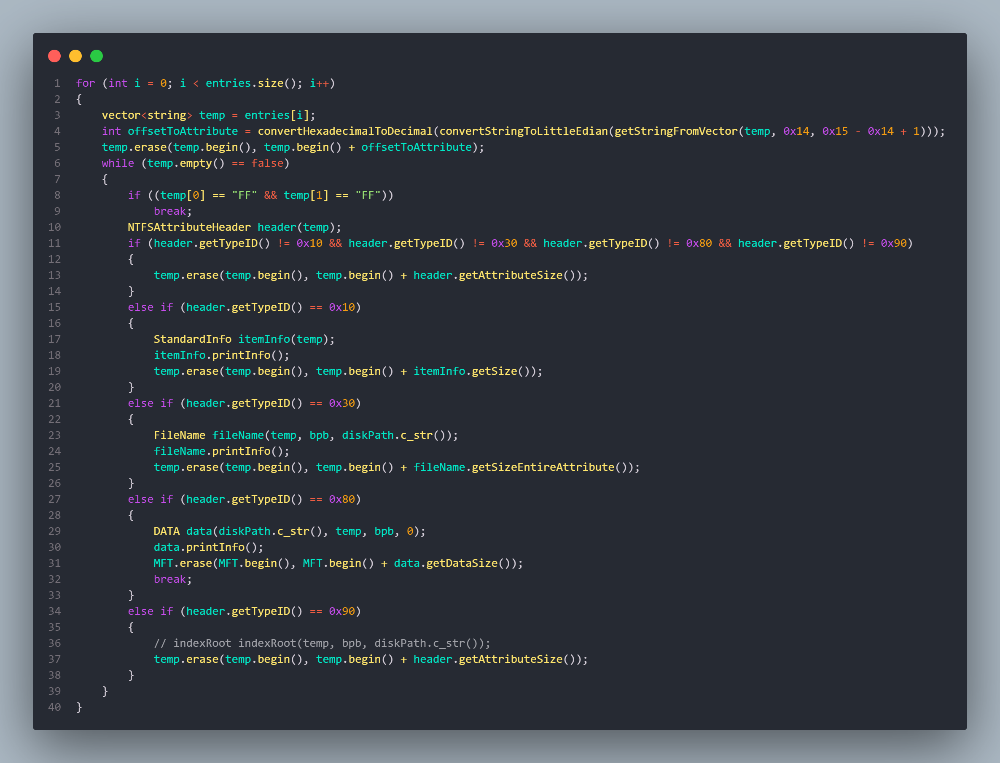 1 for (int i = 0; i < entries.size(); i++)
2 {
3     vector<string> temp = entries[i];
4     int offsetToAttribute = convertHexadecimalToDecimal(convertStringToLittleEdian(getStringFromVector(temp, 0x14, 0x15 - 0x14 + 1)));
5     temp.erase(temp.begin(), temp.begin() + offsetToAttribute);
6     while (temp.empty() == false)
7     {
8         if ((temp[0] == "FF" && temp[1] == "FF"))
9             break;
10         NTFSAttributeHeader header(temp);
11         if (header.getTypeID() != 0x10 && header.getTypeID() != 0x30 && header.getTypeID() != 0x80 && header.getTypeID() != 0x90)
12         {
13             temp.erase(temp.begin(), temp.begin() + header.getAttributeSize());
14         }
15         else if (header.getTypeID() == 0x10)
16         {
17             StandardInfo itemInfo(temp);
18             itemInfo.printInfo();
19             temp.erase(temp.begin(), temp.begin() + itemInfo.getSize());
20         }
21         else if (header.getTypeID() == 0x30)
22         {
23             FileName fileName(temp, bpb, diskPath.c_str());
24             fileName.printInfo();
25             temp.erase(temp.begin(), temp.begin() + fileName.getSizeEntireAttribute());
26         }
27         else if (header.getTypeID() == 0x80)
28         {
29             DATA data(diskPath.c_str(), temp, bpb, 0);
30             data.printInfo();
31             MFT.erase(MFT.begin(), MFT.begin() + data.getDataSize());
32             break;
33         }
34         else if (header.getTypeID() == 0x90)
35         {
36             // indexRoot indexRoot(temp, bpb, diskPath.c_str());
37             temp.erase(temp.begin(), temp.begin() + header.getAttributeSize());
38         }
39     }
40 }